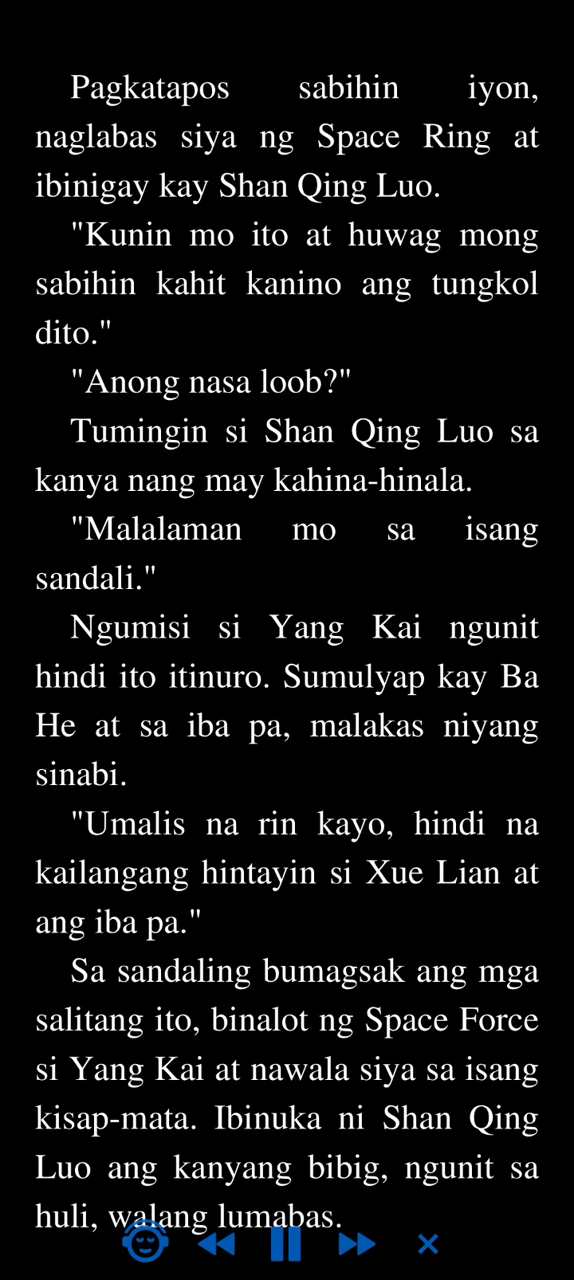 Pagkatapos sabihin iyon,
naglabas siya ng Space Ring at
ibinigay kay Shan Qing Luo.
"Kunin mo ito at huwag mong
sabihin kahit kanino ang tungkol
dito."
"Anong nasa loob?"
Tumingin si Shan Qing Luo sa
kanya nang may kahina-hinala.
"Malalaman mo sa isang
sandali."
Ngumisi si Yang Kai ngunit
hindi ito itinuro. Sumulyap kay Ba
He at sa iba pa, malakas niyang
sinabi.
"Umalis na rin kayo, hindi na
kailangang hintayin si Xue Lian at
ang iba pa."
Sa sandaling bumagsak ang mga
salitang ito, binalot ng Space Force
si Yang Kai at nawala siya sa isang
kisap-mata. Ibinuka ni Shan Qing
Luo ang kanyang bibig, ngunit sa
huli, walang lumabas.